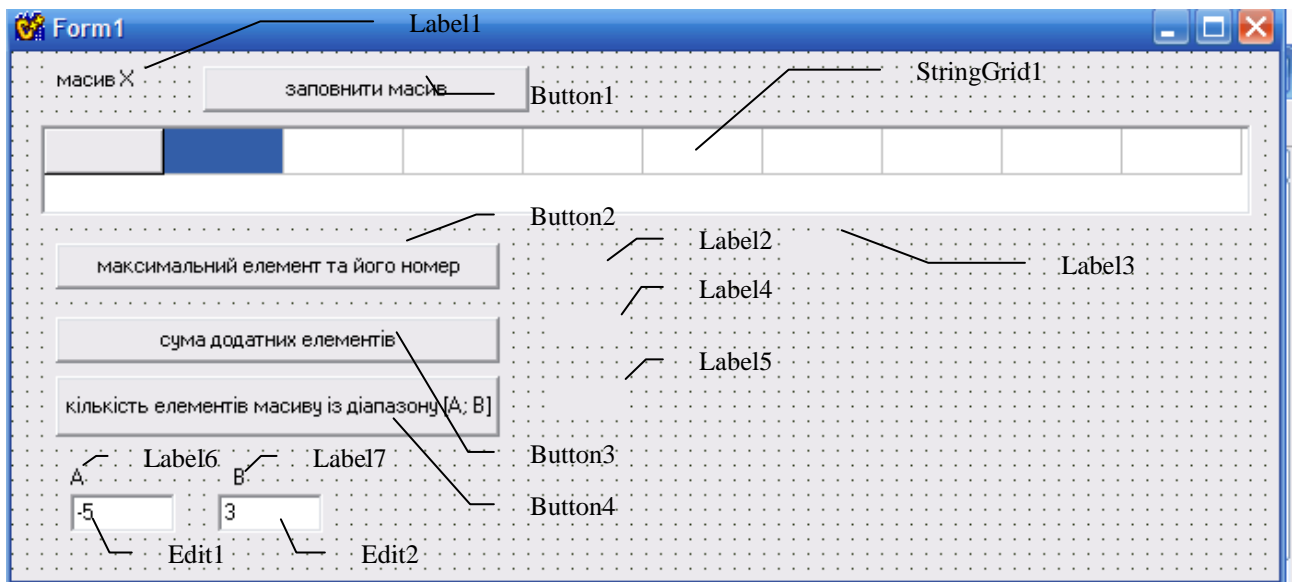 Form1
Label1
масив X
заповнити масив
Button1
StringGrid1
Button2
Label2
Label3
максимальний елемент та його номер
Label4
сума додатних елементів
Label5
кількість елементів масиву із діапазону [A; B]
Button3
A
Label6
B
Label7
Button4
-5
3
Edit1
Edit2